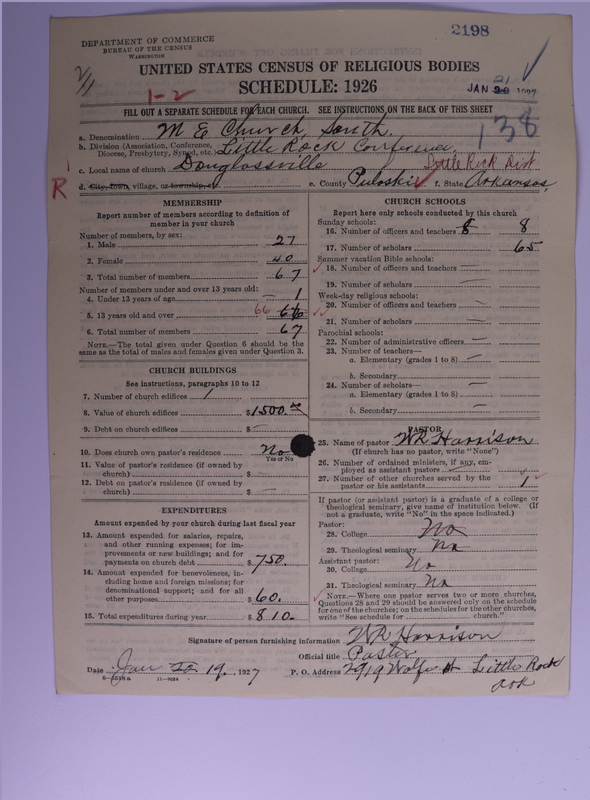 2198
DEPARTMENT OF COMMERCE
BUREAU OF THE CENSUS
WASHINGTON
UNITED STATES CENSUS OF RELIGIOUS BODIES
SCHEDULE: 1926
JAN 21 1927
1-2
138
FILL OUT A SEPARATE SCHEDULE FOR EACH CHURCH. SEE INSTRUCTIONS ON THE BACK OF THIS SHEET
a. Denomination M E Church, South.
b. Division (Association, Conference, Diocese, Presbytery, Synod, etc.) Little Rock Conference,
c. Local name of church Douglassville Little Rock Dist
R d. City, town, village, or township, e. County Pulaski f. State Arkansas,
MEMBERSHIP
Report number of members according to definition of
member in your church
Number of members, by sex:
1. Male 27
2. Female 40
3. Total number of members 67
Number of members under and over 13 years old:
4. Under 13 years of age 1
5. 13 years old and over 66 66
6. Total number of members 67
NOTE.—The total given under Question 6 should be the
same as the total of males and females given under Question 3.
CHURCH BUILDINGS
See instructions, paragraphs 10 to 12
7. Number of church edifices 1
8. Value of church edifices $1500.
9. Debt on church edifices $ —
10. Does church own pastor's residence No
Yes or No
11. Value of pastor's residence (if owned by
church) $ —
12. Debt on pastor's residence (if owned by
church) $ —
EXPENDITURES
Amount expended by your church during last fiscal year
13. Amount expended for salaries, repairs,
and other running expenses; for im-
provements or new buildings; and for
payments on church debt $ 750.
14. Amount expended for benevolences, in-
cluding home and foreign missions; for
denominational support; and for all
other purposes $ 60.
15. Total expenditures during year $ 810.
CHURCH SCHOOLS
Report here only schools conducted by this church
Sunday schools:
16. Number of officers and teachers 8 8
17. Number of scholars 65
Summer vacation Bible schools:
18. Number of officers and teachers —
19. Number of scholars —
Week-day religious schools:
20. Number of officers and teachers —
21. Number of scholars —
Parochial schools:
22. Number of administrative officers —
23. Number of teachers—
a. Elementary (grades 1 to 8) —
b. Secondary
24. Number of scholars—
a. Elementary (grades 1 to 8) —
b. Secondary —
PASTOR
25. Name of pastor WR Harrison
(If church has no pastor, write "None")
26. Number of ordained ministers, if any, em-
ployed as assistant pastors —
27. Number of other churches served by the
pastor or his assistants 1
If pastor (or assistant pastor) is a graduate of a college or
theological seminary, give name of institution below. (If
not a graduate, write "No" in the space indicated.)
Pastor:
28. College No
29. Theological seminary No
Assistant pastor:
30. College No
31. Theological seminary No
NOTE.—Where one pastor serves two or more churches,
Questions 28 and 29 should be answered only on the schedule
for one of the churches; on the schedules for the other churches,
write "See schedule for church."
Signature of person furnishing information WR Harrison
Official title Pastor
Date Jan 20 19, 1927 P. O. Address 2919 Wolfe St Little Rock
Ark
6—5518 a 11—9084